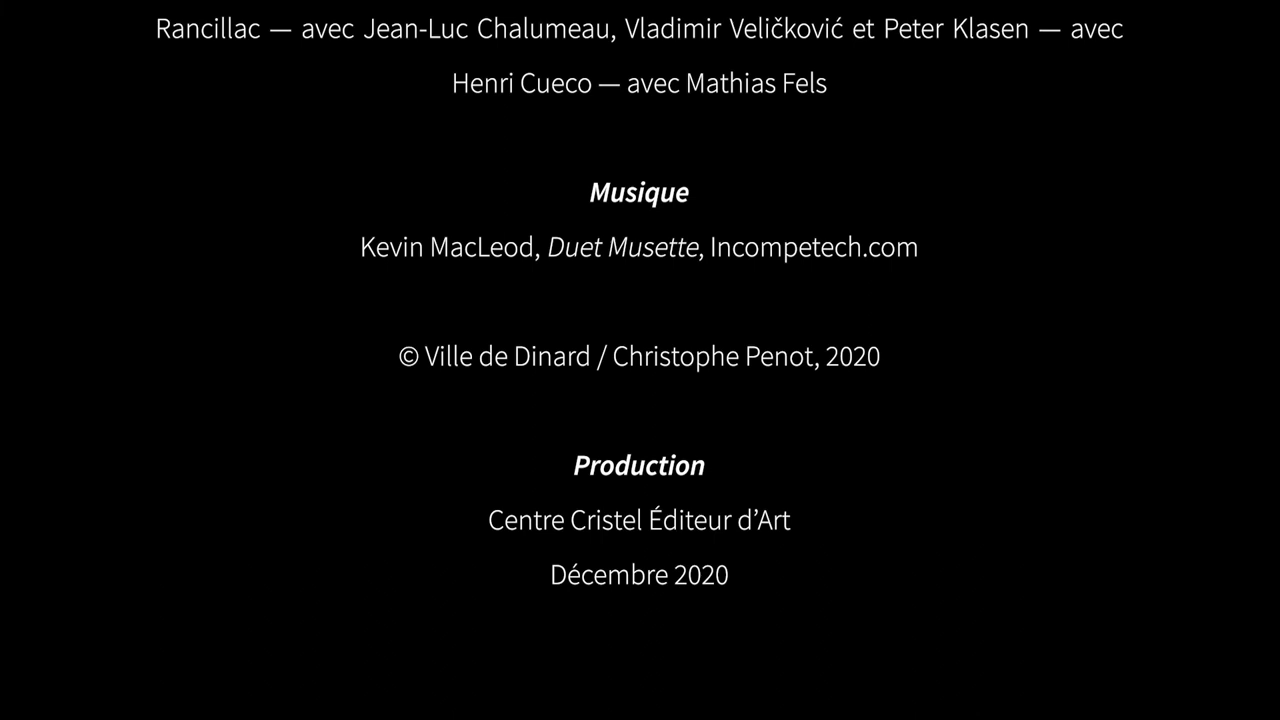 Rancillac — avec Jean-Luc Chalumeau, Vladimir Veličković et Peter Klasen — avec
Henri Cueco — avec Mathias Fels
Musique
Kevin MacLeod, Duet Musette, Incompetech.com
© Ville de Dinard / Christophe Penot, 2020
Production
Centre Cristel Éditeur d’Art
Décembre 2020